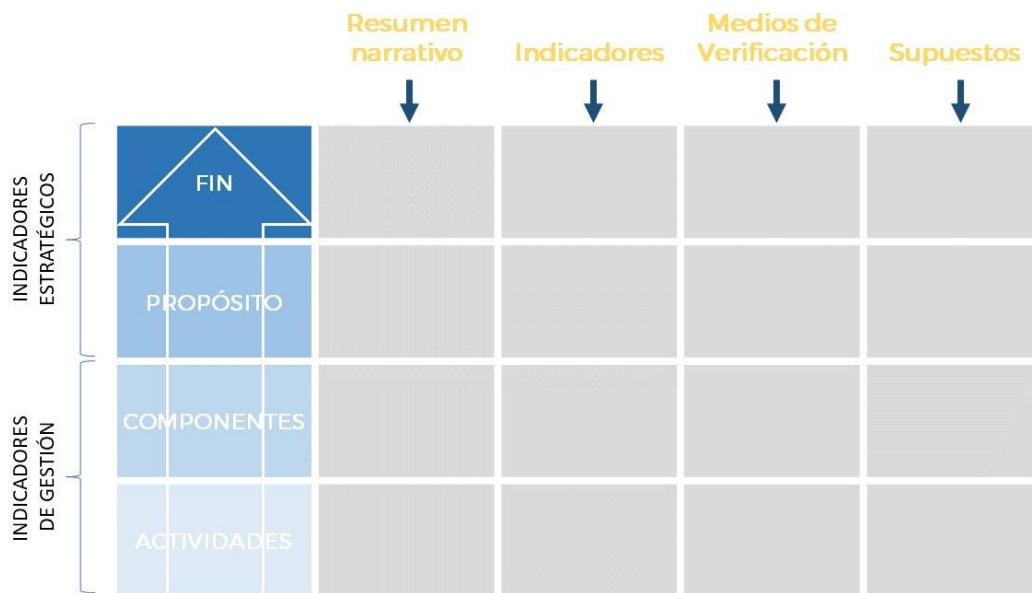 Resumen
narrativo
Indicadores
Medios de
Verificación
Supuestos
INDICADORES
ESTRATÉGICOS
FIN
PROPÓSITO
INDICADORES
DE GESTIÓN
COMPONENTES
ACTIVIDADES